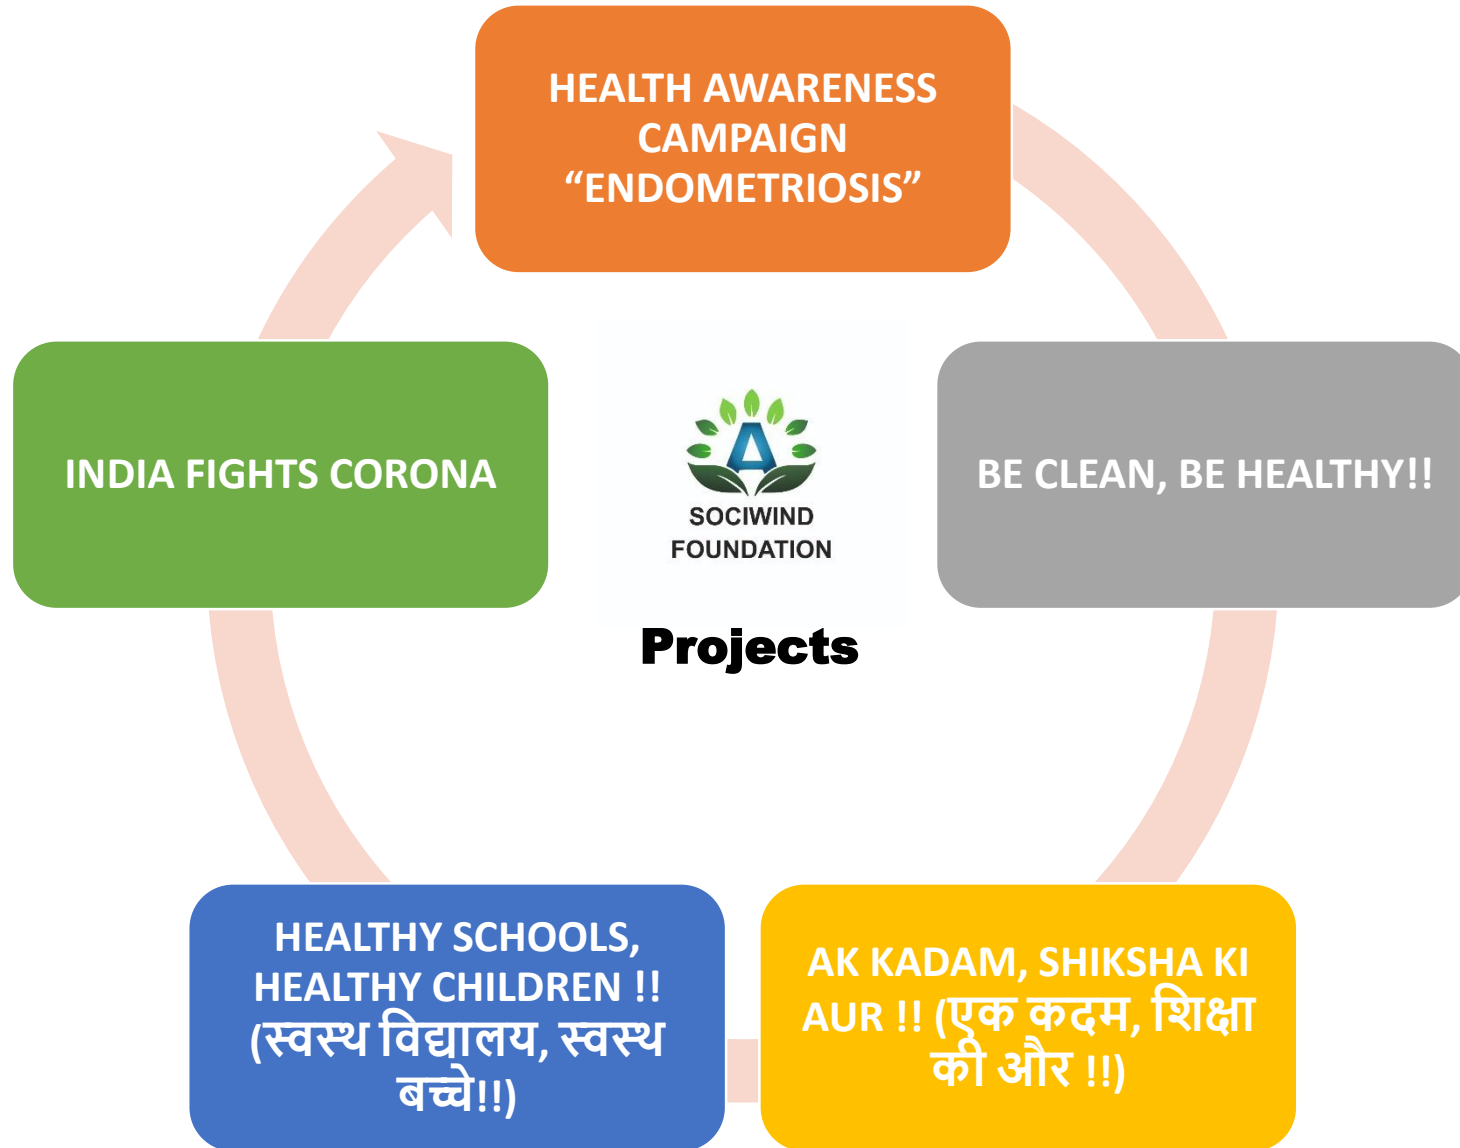 HEALTH AWARENESS
CAMPAIGN
“ENDOMETRIOSIS”
INDIA FIGHTS CORONA
BE CLEAN, BE HEALTHY!!
A
SOCIWIND
FOUNDATION
Projects
HEALTHY SCHOOLS,
HEALTHY CHILDREN !!
(स्वस्थ विद्यालय, स्वस्थ
बच्चे!!)
AK KADAM, SHIKSHA KI
AUR !! (एक कदम, शिक्षा
की और !!)